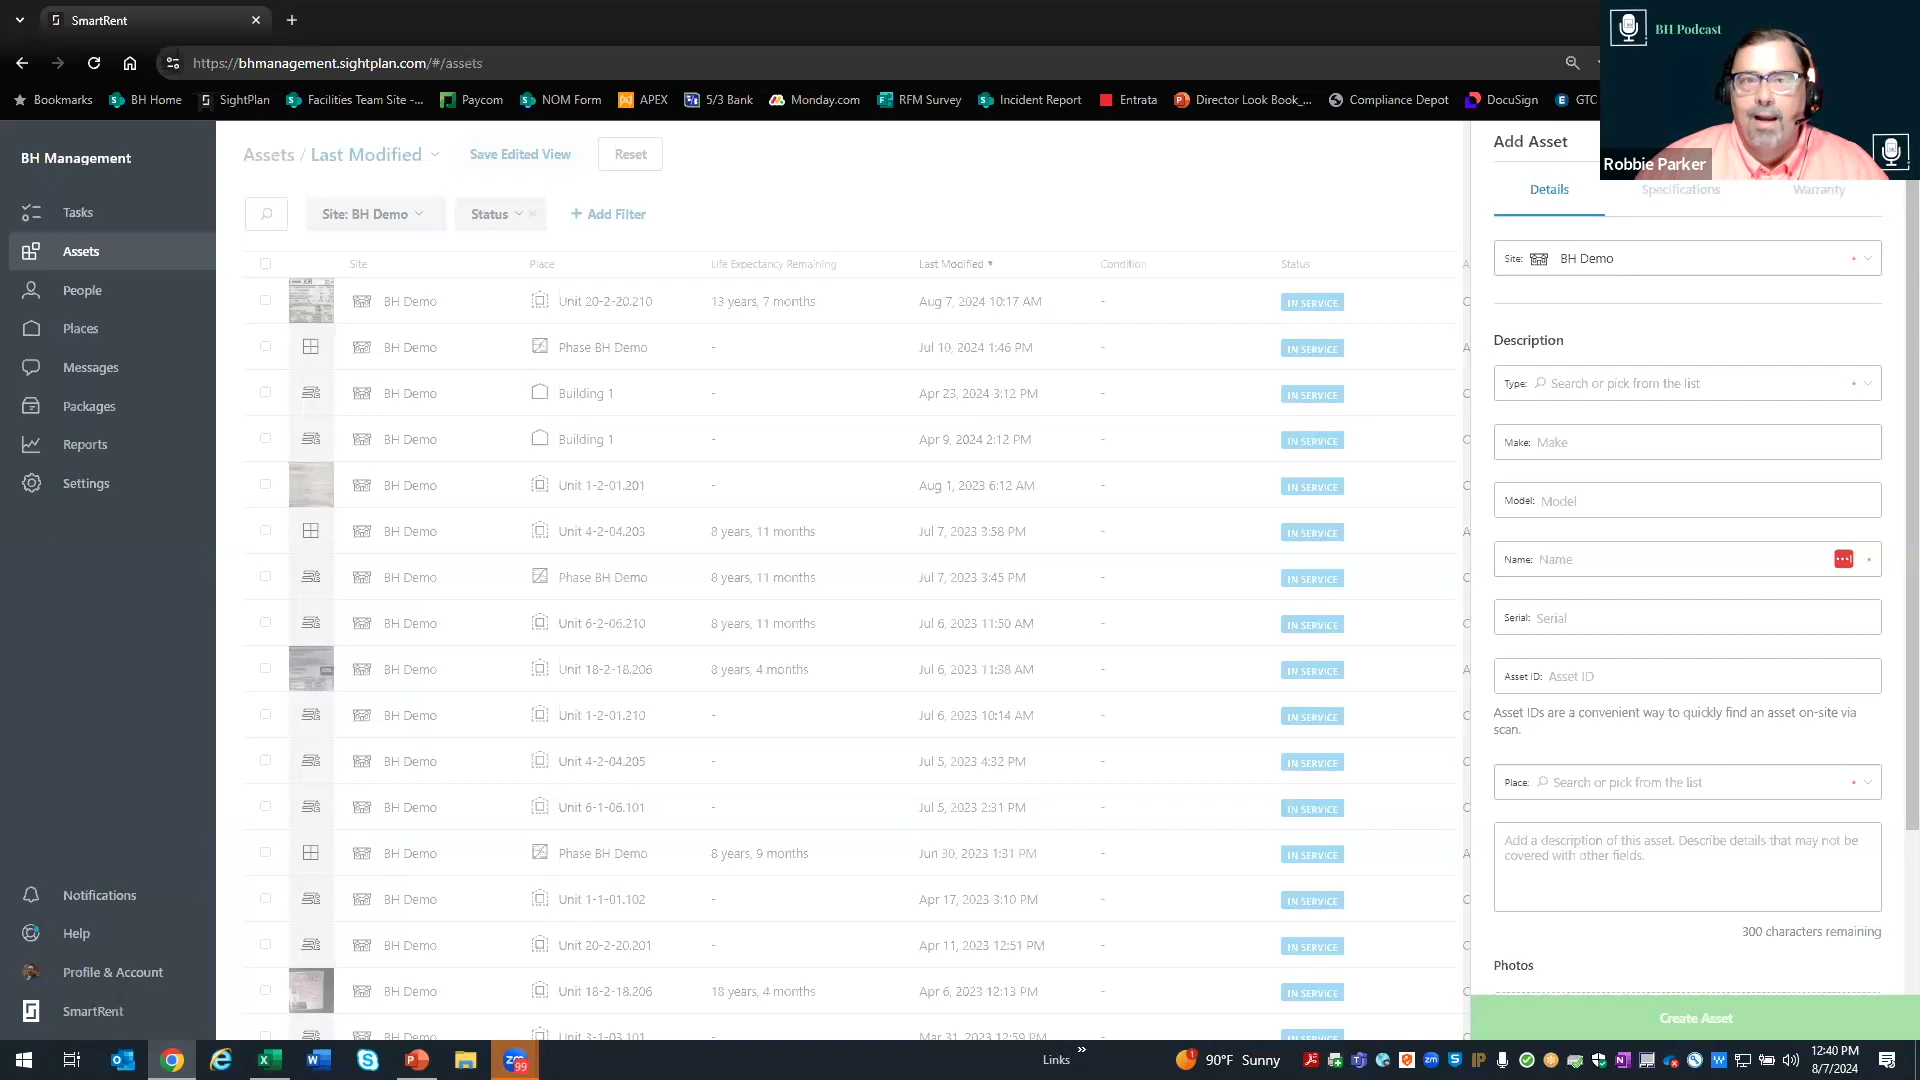 SmartRent
https://bhmanagement.sightplan.com/#/assets
Bookmarks BH Home SightPlan Facilities Team Site -... Paycom NOM Form APEX 5/3 Bank Monday.com RFM Survey Incident Report Entrata Director Look Book_... Compliance Depot DocuSign GTC
BH Podcast
Robbie Parker
BH Management
Tasks
Assets
People
Places
Messages
Packages
Reports
Settings
Notifications
Help
Profile & Account
SmartRent
Assets / Last Modified Save Edited View Reset
Site: BH Demo Status + Add Filter
Site Place Life Expectancy Remaining Last Modified Condition Status
BH Demo Unit 20-2-20.210 13 years, 7 months Aug 7, 2024 10:17 AM - IN SERVICE
BH Demo Phase BH Demo - Jul 10, 2024 1:46 PM - IN SERVICE
BH Demo Building 1 - Apr 23, 2024 3:12 PM - IN SERVICE
BH Demo Building 1 - Apr 9, 2024 2:12 PM - IN SERVICE
BH Demo Unit 1-2-01.201 - Aug 1, 2023 6:12 AM - IN SERVICE
BH Demo Unit 4-2-04.203 8 years, 11 months Jul 7, 2023 3:58 PM - IN SERVICE
BH Demo Phase BH Demo 8 years, 11 months Jul 7, 2023 3:45 PM - IN SERVICE
BH Demo Unit 6-2-06.210 8 years, 11 months Jul 6, 2023 11:50 AM - IN SERVICE
BH Demo Unit 18-2-18.206 8 years, 4 months Jul 6, 2023 11:38 AM - IN SERVICE
BH Demo Unit 1-2-01.210 - Jul 6, 2023 10:14 AM - IN SERVICE
BH Demo Unit 4-2-04.205 - Jul 5, 2023 4:32 PM - IN SERVICE
BH Demo Unit 6-1-06.101 - Jul 5, 2023 2:31 PM - IN SERVICE
BH Demo Phase BH Demo 8 years, 9 months Jun 30, 2023 1:31 PM - IN SERVICE
BH Demo Unit 1-1-01.102 - Apr 17, 2023 3:10 PM - IN SERVICE
BH Demo Unit 20-2-20.201 - Apr 11, 2023 12:51 PM - IN SERVICE
BH Demo Unit 18-2-18.206 18 years, 4 months Apr 6, 2023 12:13 PM - IN SERVICE
BH Demo Unit 3-1-03.101 - Mar 31, 2023 12:59 PM - IN SERVICE
Add Asset
Details Specifications Warranty
Site: BH Demo *
Description
Type: Search or pick from the list *
Make: Make
Model: Model
Name: Name *
Serial: Serial
Asset ID: Asset ID
Asset IDs are a convenient way to quickly find an asset on-site via
scan.
Place: Search or pick from the list *
Add a description of this asset. Describe details that may not be
covered with other fields.
300 characters remaining
Photos
Create Asset
99
Links
90°F Sunny
12:40 PM
8/7/2024